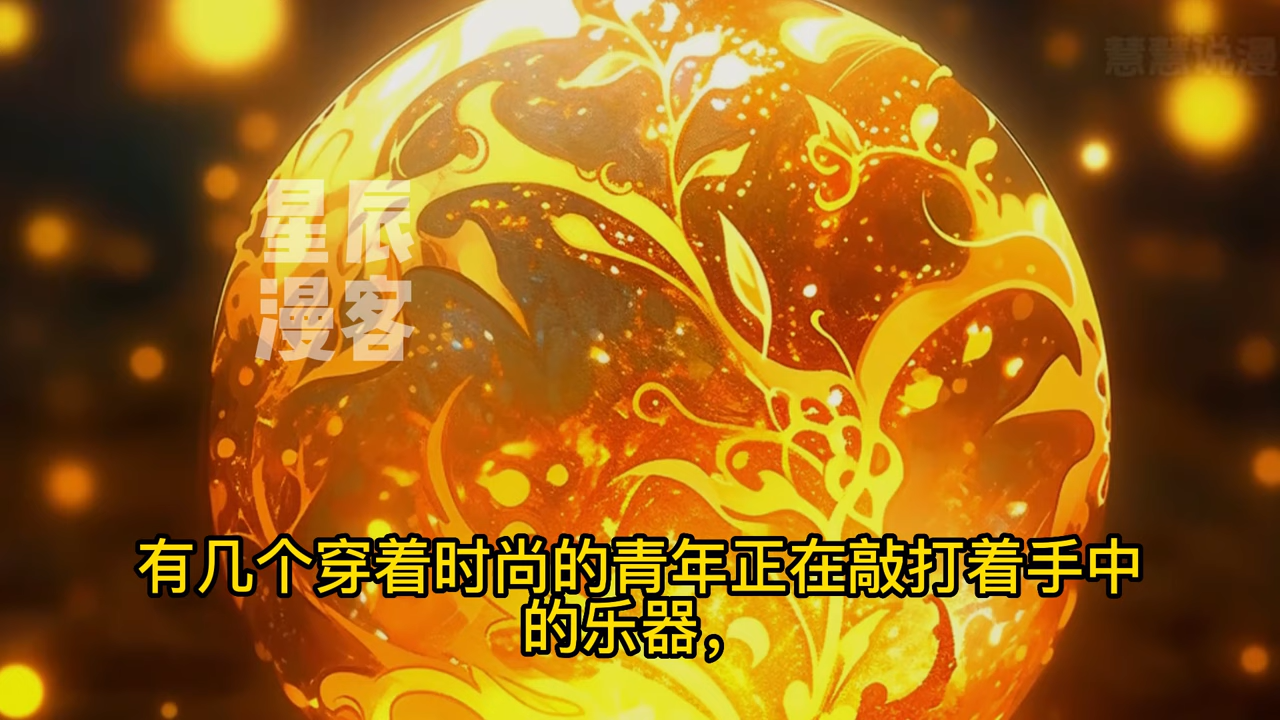 慧慧说漫
星辰
漫客
有几个穿着时尚的青年正在敲打着手中
的乐器，